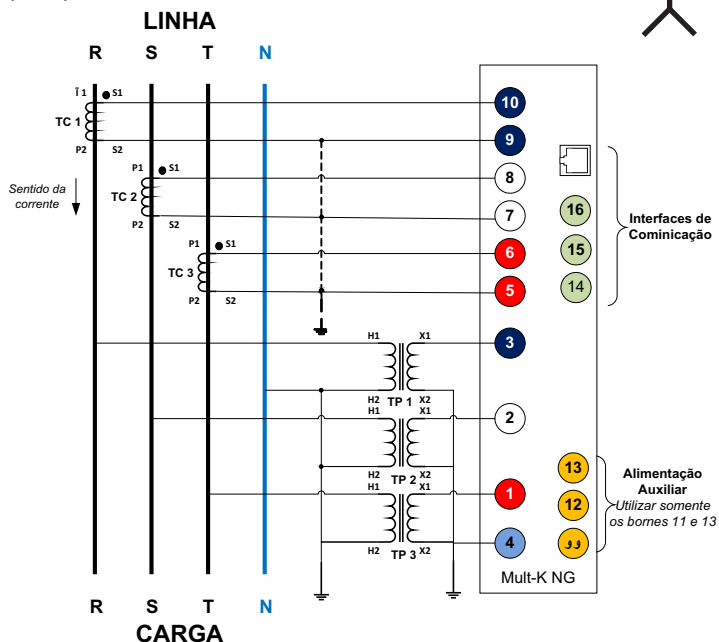 LINHA
R S T N
S1
TC 1
P2 S2
P1 S1
TC 2
P2 S2
P1 S1
TC 3
P2 S2
Sentido da
corrente
10
9
8
7
6
5
3
2
1
4
16
15
14
13
12
Interfaces de
Cominicação
H1 X1
H2 TP 1 X2
H1 X1
H2 TP 2 X2
H1 X1
H2 TP 3 X2
Alimentação
Auxiliar
Utilizar somente
os bornes 11 e 13
Mult-K NG
R S T N
CARGA